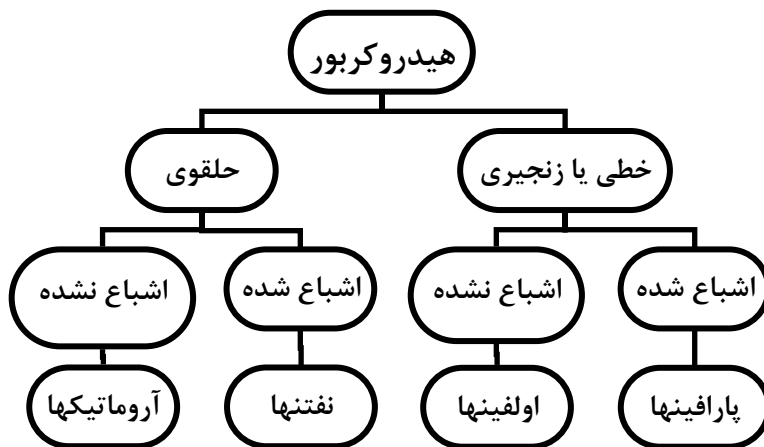 هیدروکربور
خطی یا زنجیری
حلقوی
اشباع شده
اشباع نشده
اشباع شده
اشباع نشده
پارافینها
اولفینها
نفتنها
آروماتیکها